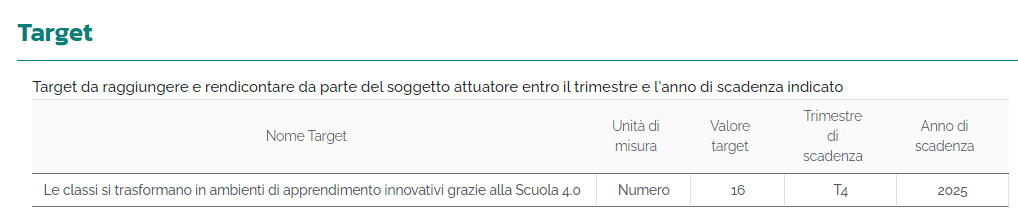 Target
Target da raggiungere e rendicontare da parte del soggetto attuatore entro il trimestre e l'anno di scadenza indicato
Nome Target
Unità di
misura
Valore
target
Trimestre
di
scadenza
Anno di
scadenza
Le classi si trasformano in ambienti di apprendimento innovativi grazie alla Scuola 4.0
Numero
16
T4
2025